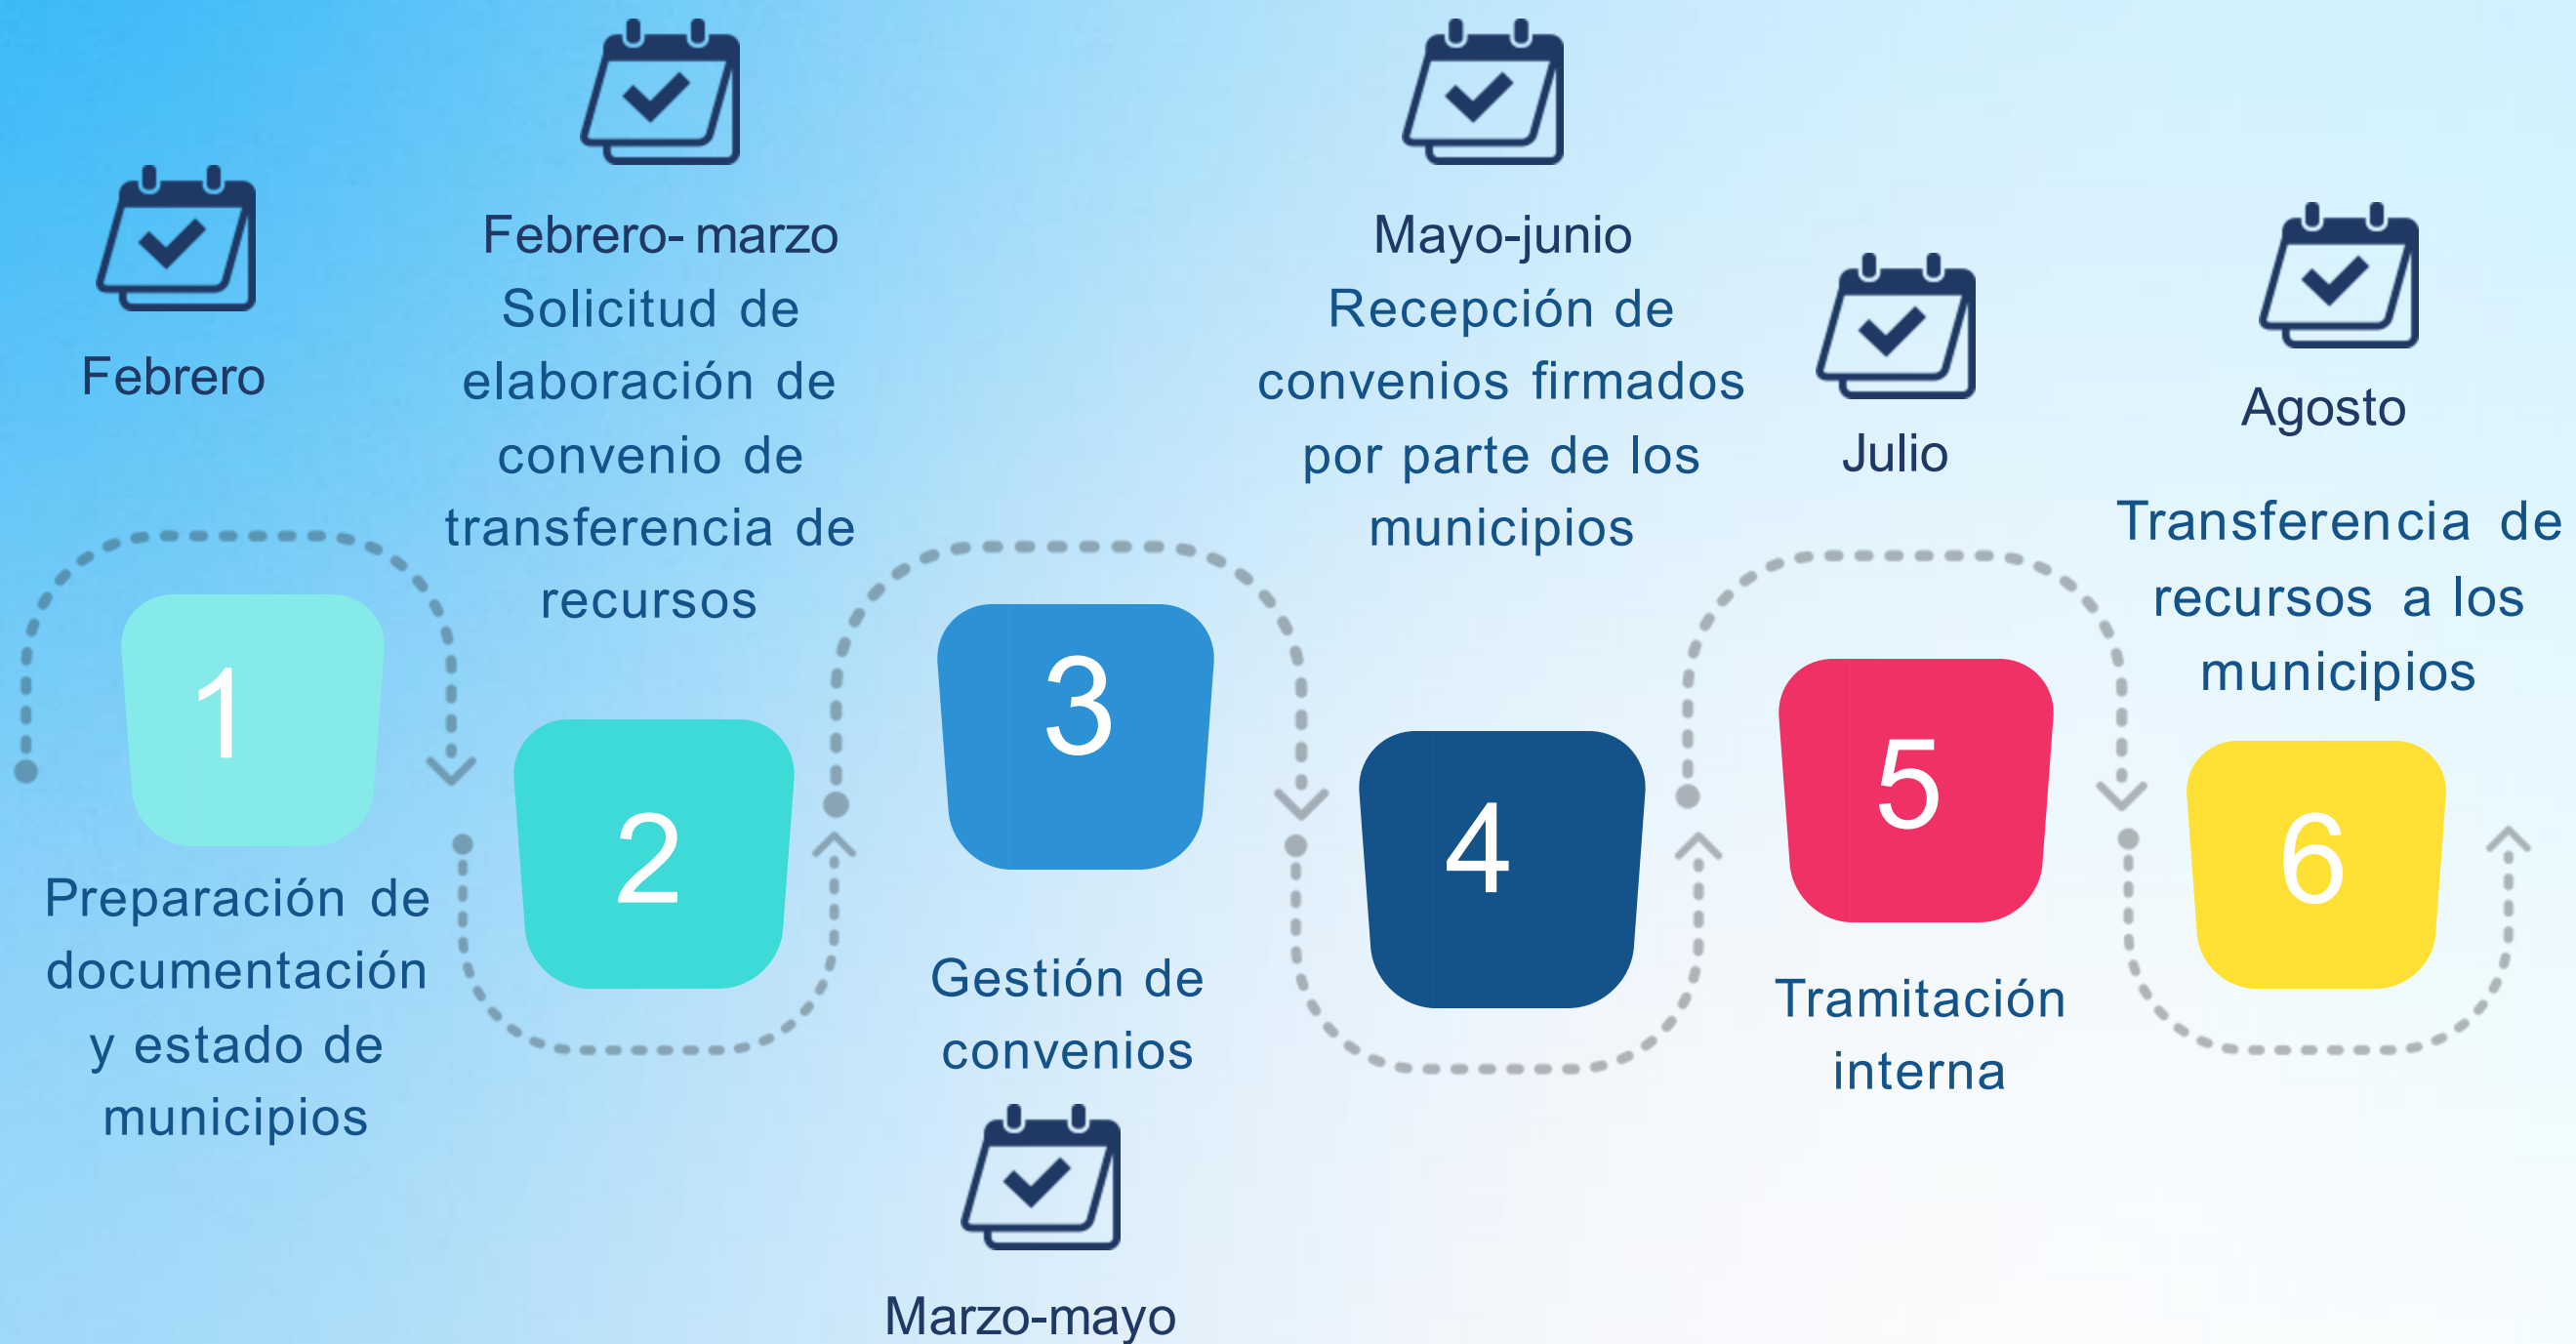 Febrero
1
Preparación de
documentación
y estado de
municipios
Febrero- marzo
Solicitud de
elaboración de
convenio de
transferencia de
recursos
2
3
Gestión de
convenios
Marzo-mayo
Mayo-junio
Recepción de
convenios firmados
por parte de los
municipios
4
Julio
5
Tramitación
interna
Agosto
Transferencia de
recursos a los
municipios
6